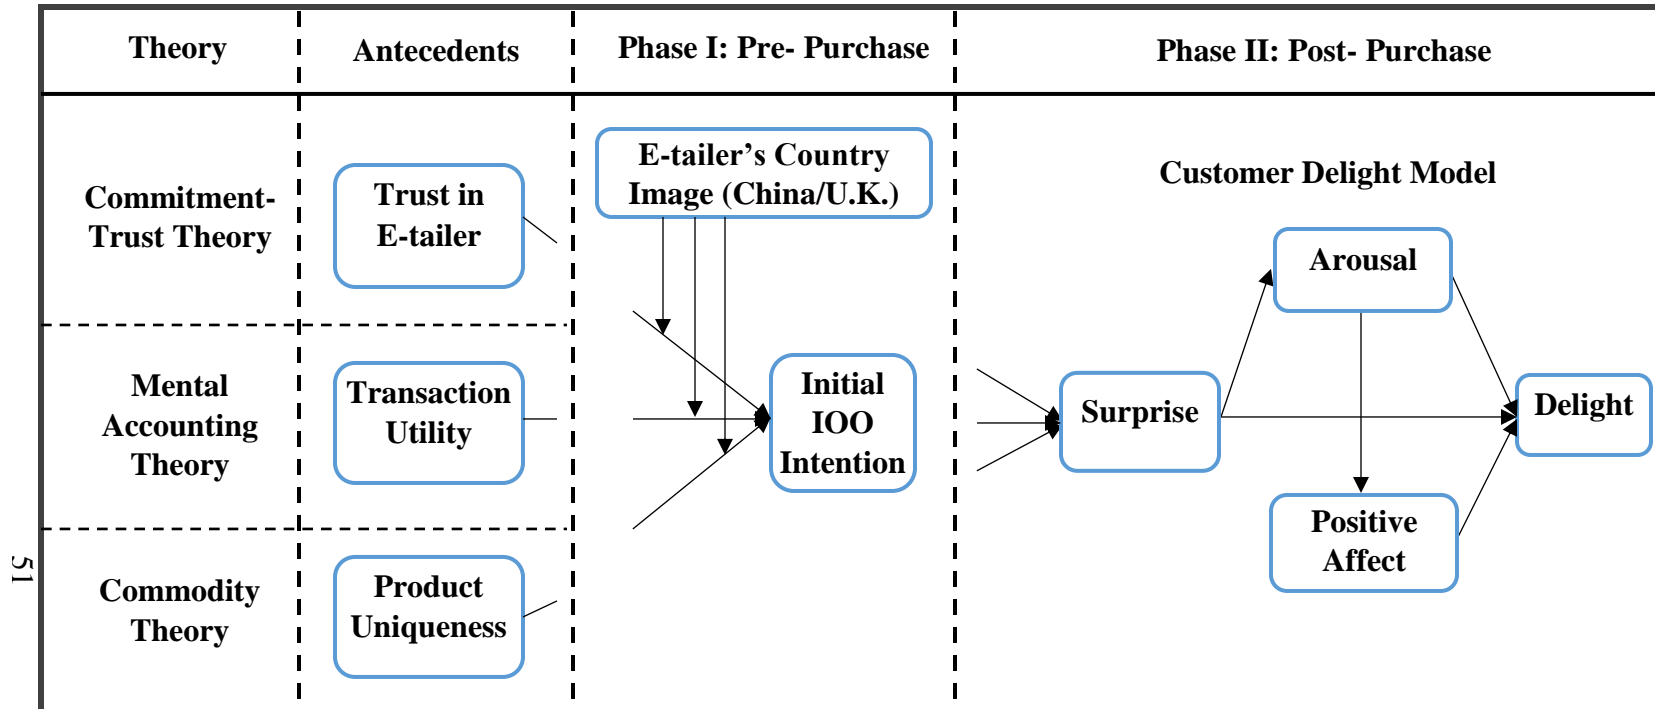 Theory
Antecedents
Phase I: Pre- Purchase
Phase II: Post- Purchase
Commitment-
Trust Theory
Trust in
E-tailer
E-tailer’s Country
Image (China/U.K.)
Customer Delight Model
Arousal
Mental
Accounting
Theory
Transaction
Utility
Initial
IOO
Intention
Surprise
Delight
Positive
Affect
Commodity
Theory
Product
Uniqueness
51